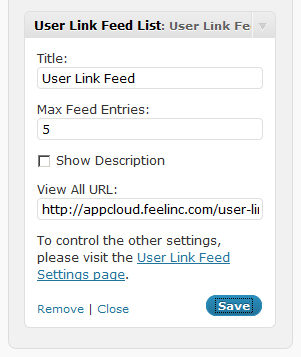 User Link Feed List: User Link Fe
Title:
User Link Feed
Max Feed Entries:
5
Show Description
View All URL:
http://appcloud.feelinc.com/user-lin
To control the other settings,
please visit the User Link Feed
Settings page.
Remove | Close Save